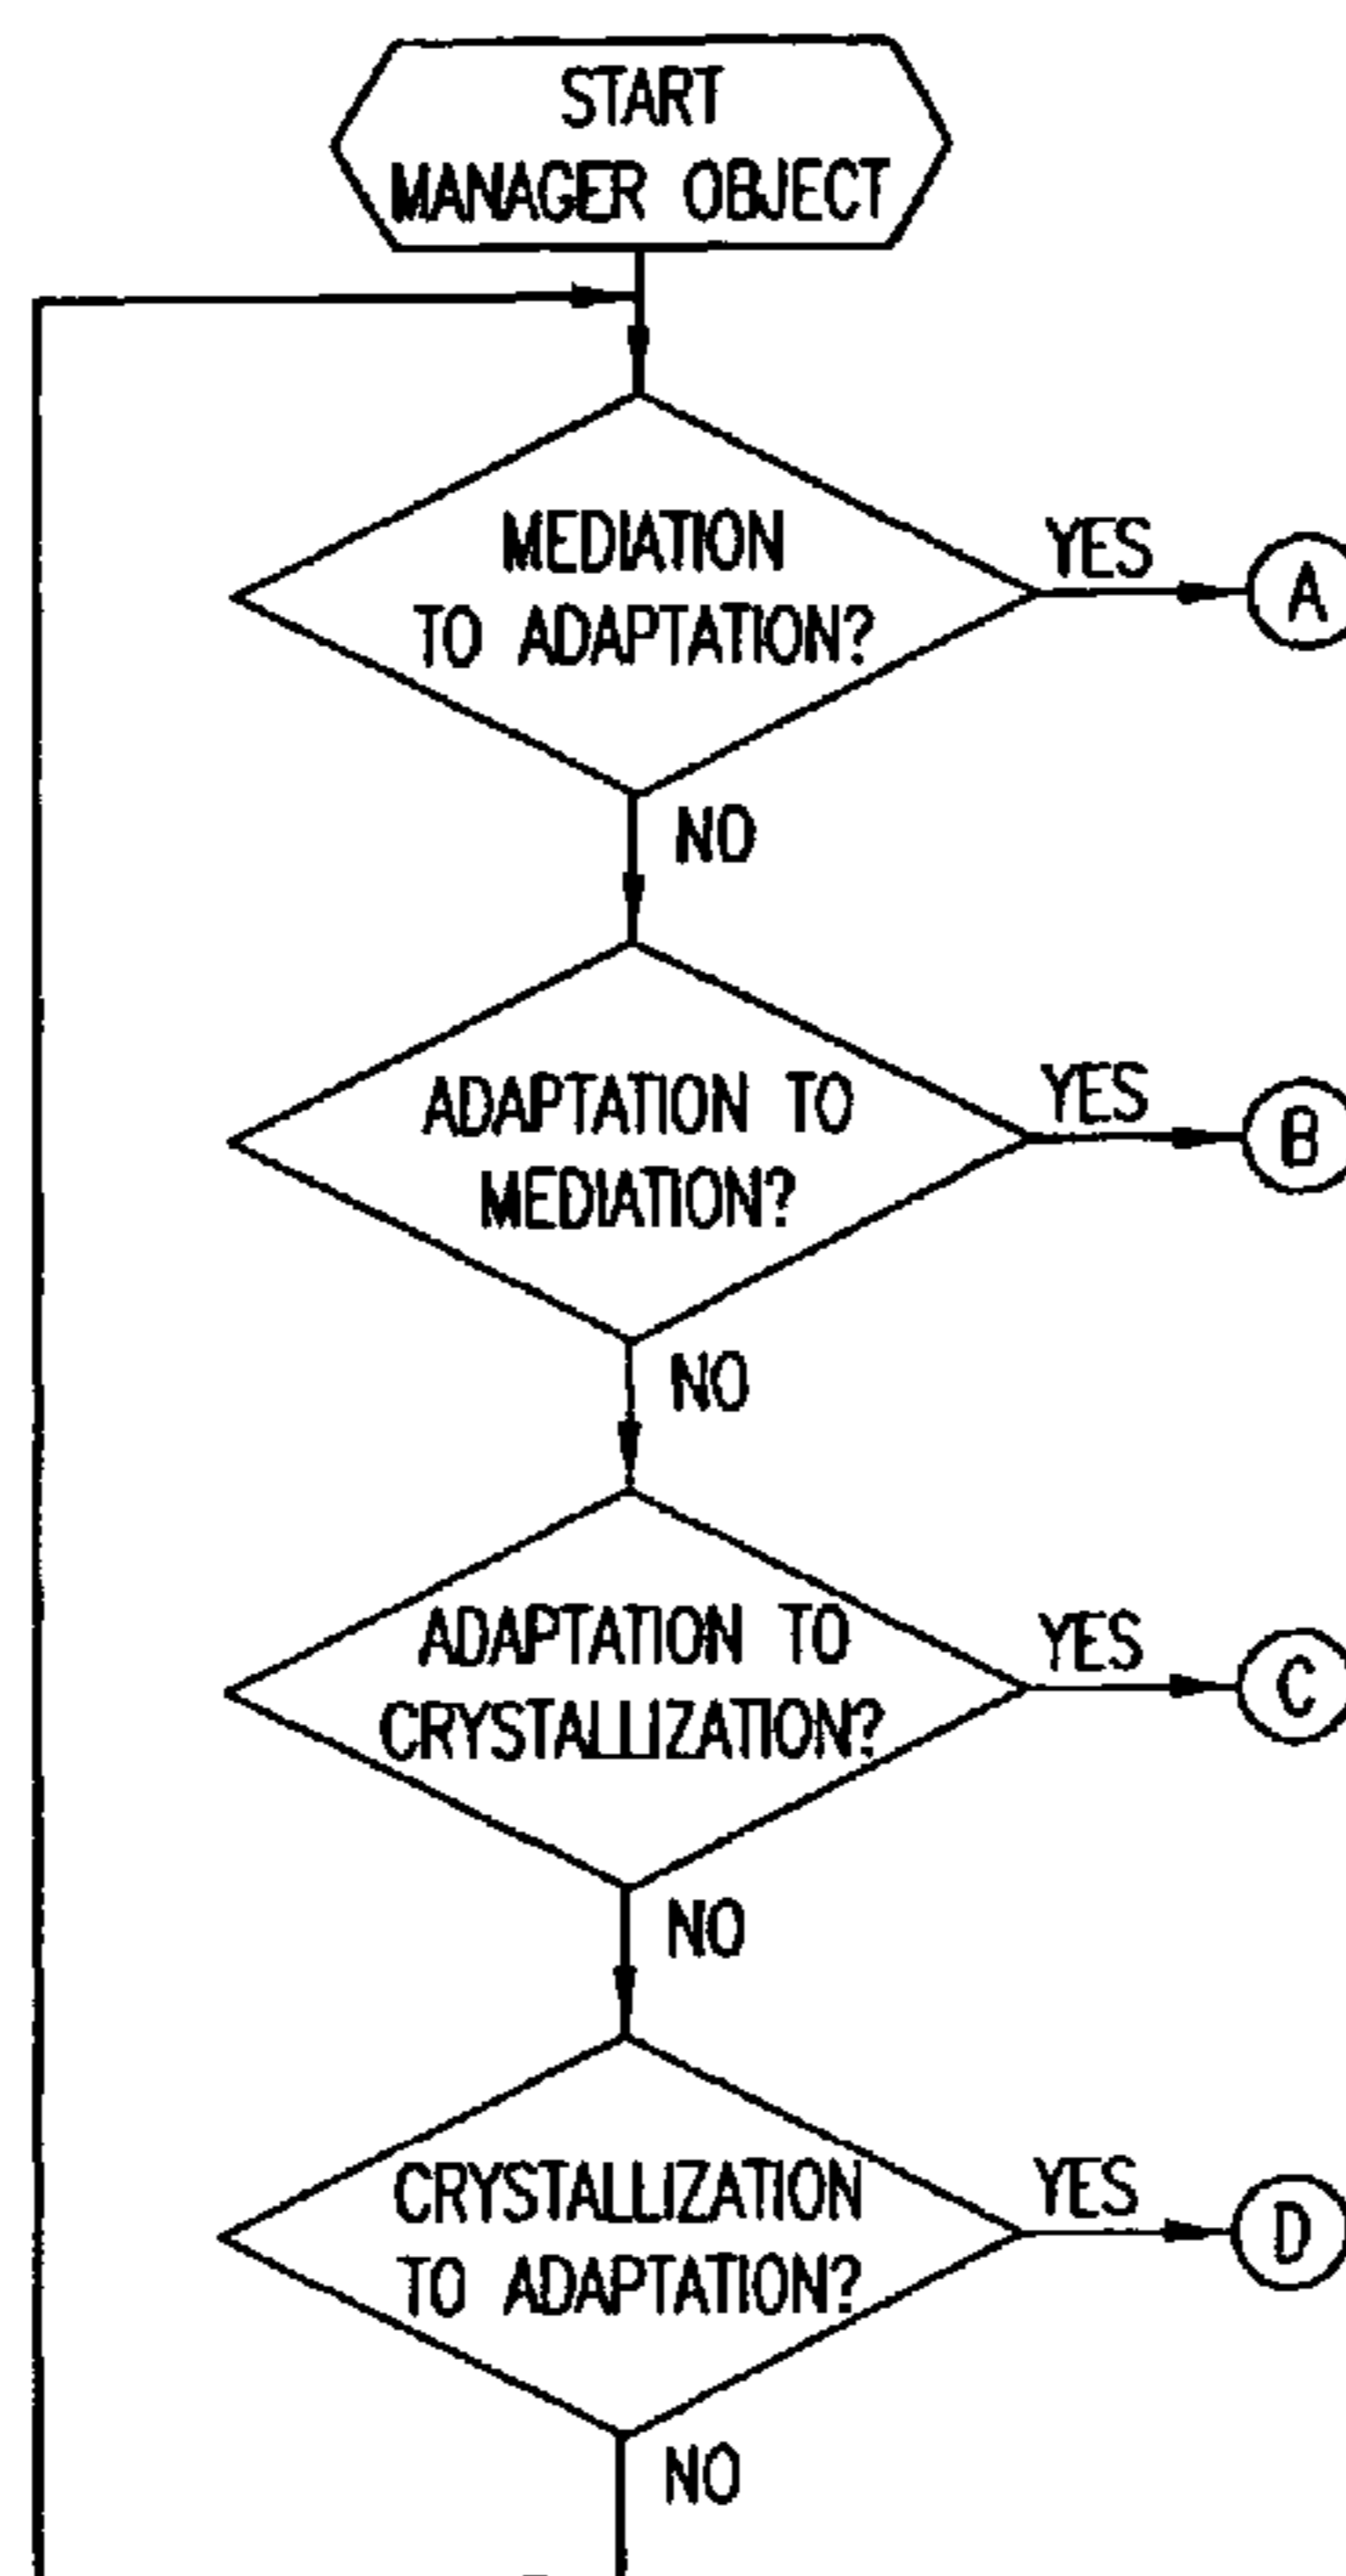 START
MANAGER OBJECT
MEDIATION
TO ADAPTATION?
YES
A
NO
ADAPTATION TO
MEDIATION?
YES
B
NO
ADAPTATION TO
CRYSTALLIZATION?
YES
C
NO
CRYSTALLIZATION
TO ADAPTATION?
YES
D
NO